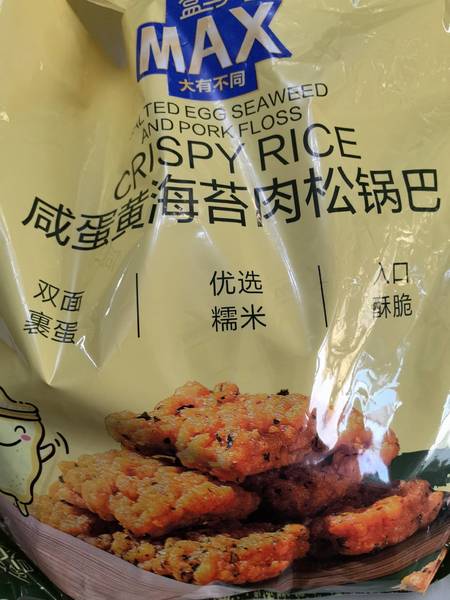 MAX
大有不同
SALTED EGG SEAWEED
AND PORK FLOSS
CRISPY RICE
咸蛋黄海苔肉松锅巴
双面
裹蛋
优选
糯米
入口
酥脆